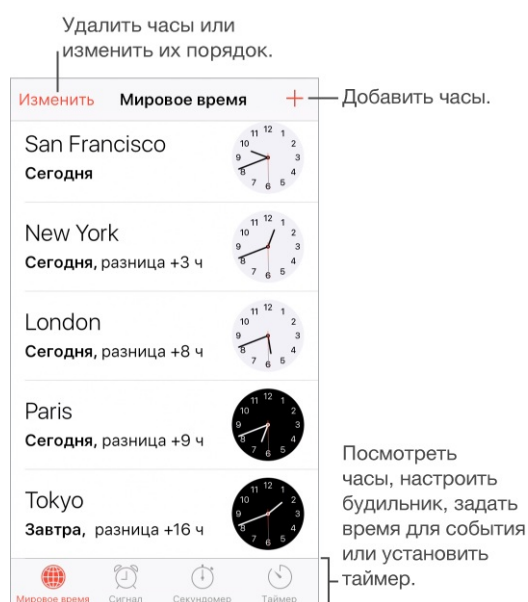 Удалить часы или
изменить их порядок.
Изменить Мировое время +
Добавить часы.
San Francisco
Сегодня
New York
Сегодня, разница +3 ч
London
Сегодня, разница +8 ч
Paris
Сегодня, разница +9 ч
Tokyo
Завтра, разница +16 ч
Посмотреть
часы, настроить
будильник, задать
время для события
или установить
таймер.
Мировое время Сигнал Секундомер Таймер